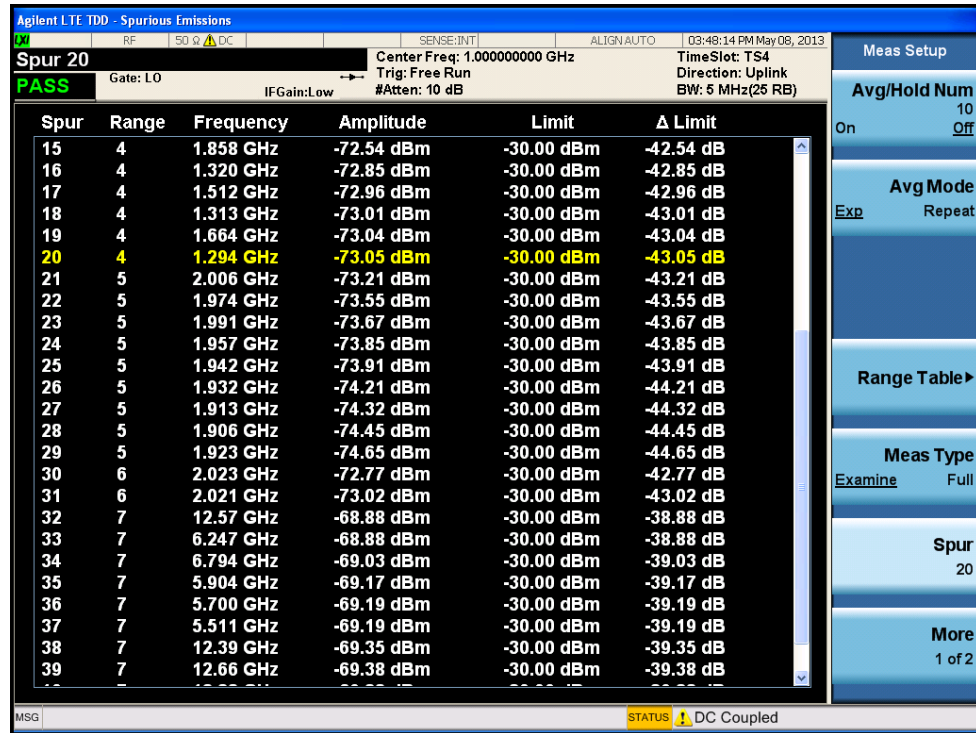 Agilent LTE TDD - Spurious Emissions
LXI RF 50 Ω DC SENSE:INT ALIGN AUTO 03:48:14 PM May 08, 2013
Spur 20 Center Freq: 1.000000000 GHz TimeSlot: TS4
PASS Gate: LO Trig: Free Run Direction: Uplink
IFGain:Low #Atten: 10 dB BW: 5 MHz(25 RB)
Spur Range Frequency Amplitude Limit Δ Limit
15 4 1.858 GHz -72.54 dBm -30.00 dBm -42.54 dB
16 4 1.320 GHz -72.85 dBm -30.00 dBm -42.85 dB
17 4 1.512 GHz -72.96 dBm -30.00 dBm -42.96 dB
18 4 1.313 GHz -73.01 dBm -30.00 dBm -43.01 dB
19 4 1.664 GHz -73.04 dBm -30.00 dBm -43.04 dB
20 4 1.294 GHz -73.05 dBm -30.00 dBm -43.05 dB
21 5 2.006 GHz -73.21 dBm -30.00 dBm -43.21 dB
22 5 1.974 GHz -73.55 dBm -30.00 dBm -43.55 dB
23 5 1.991 GHz -73.67 dBm -30.00 dBm -43.67 dB
24 5 1.957 GHz -73.85 dBm -30.00 dBm -43.85 dB
25 5 1.942 GHz -73.91 dBm -30.00 dBm -43.91 dB
26 5 1.932 GHz -74.21 dBm -30.00 dBm -44.21 dB
27 5 1.913 GHz -74.32 dBm -30.00 dBm -44.32 dB
28 5 1.906 GHz -74.45 dBm -30.00 dBm -44.45 dB
29 5 1.923 GHz -74.65 dBm -30.00 dBm -44.65 dB
30 6 2.023 GHz -72.77 dBm -30.00 dBm -42.77 dB
31 6 2.021 GHz -73.02 dBm -30.00 dBm -43.02 dB
32 7 12.57 GHz -68.88 dBm -30.00 dBm -38.88 dB
33 7 6.247 GHz -68.88 dBm -30.00 dBm -38.88 dB
34 7 6.794 GHz -69.03 dBm -30.00 dBm -39.03 dB
35 7 5.904 GHz -69.17 dBm -30.00 dBm -39.17 dB
36 7 5.700 GHz -69.19 dBm -30.00 dBm -39.19 dB
37 7 5.511 GHz -69.19 dBm -30.00 dBm -39.19 dB
38 7 12.39 GHz -69.35 dBm -30.00 dBm -39.35 dB
39 7 12.66 GHz -69.38 dBm -30.00 dBm -39.38 dB
MSG STATUS DC Coupled
Meas Setup
Avg/Hold Num
10
On Off
Avg Mode
Exp Repeat
Range Table
Meas Type
Examine Full
Spur
20
More
1 of 2